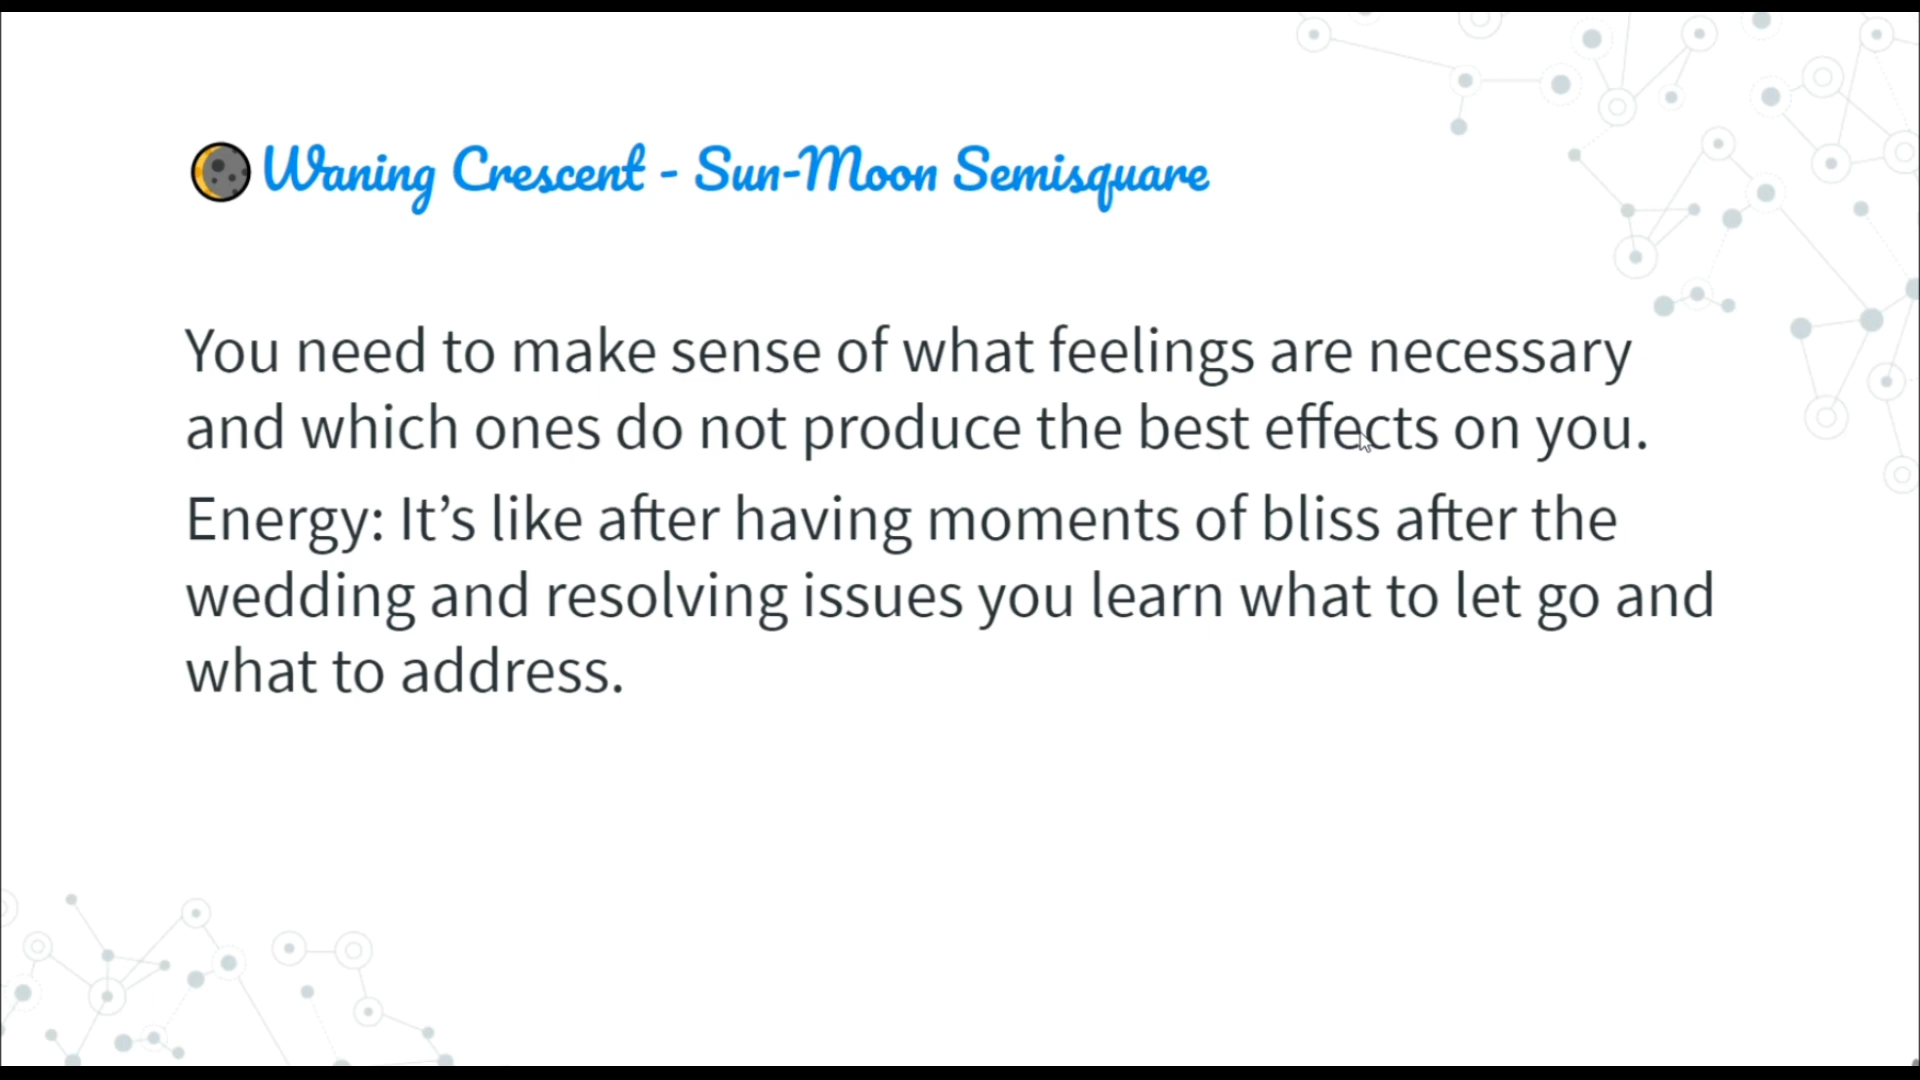 Waning Crescent - Sun-Moon Semisquare
You need to make sense of what feelings are necessary
and which ones do not produce the best effects on you.
Energy: It’s like after having moments of bliss after the
wedding and resolving issues you learn what to let go and
what to address.